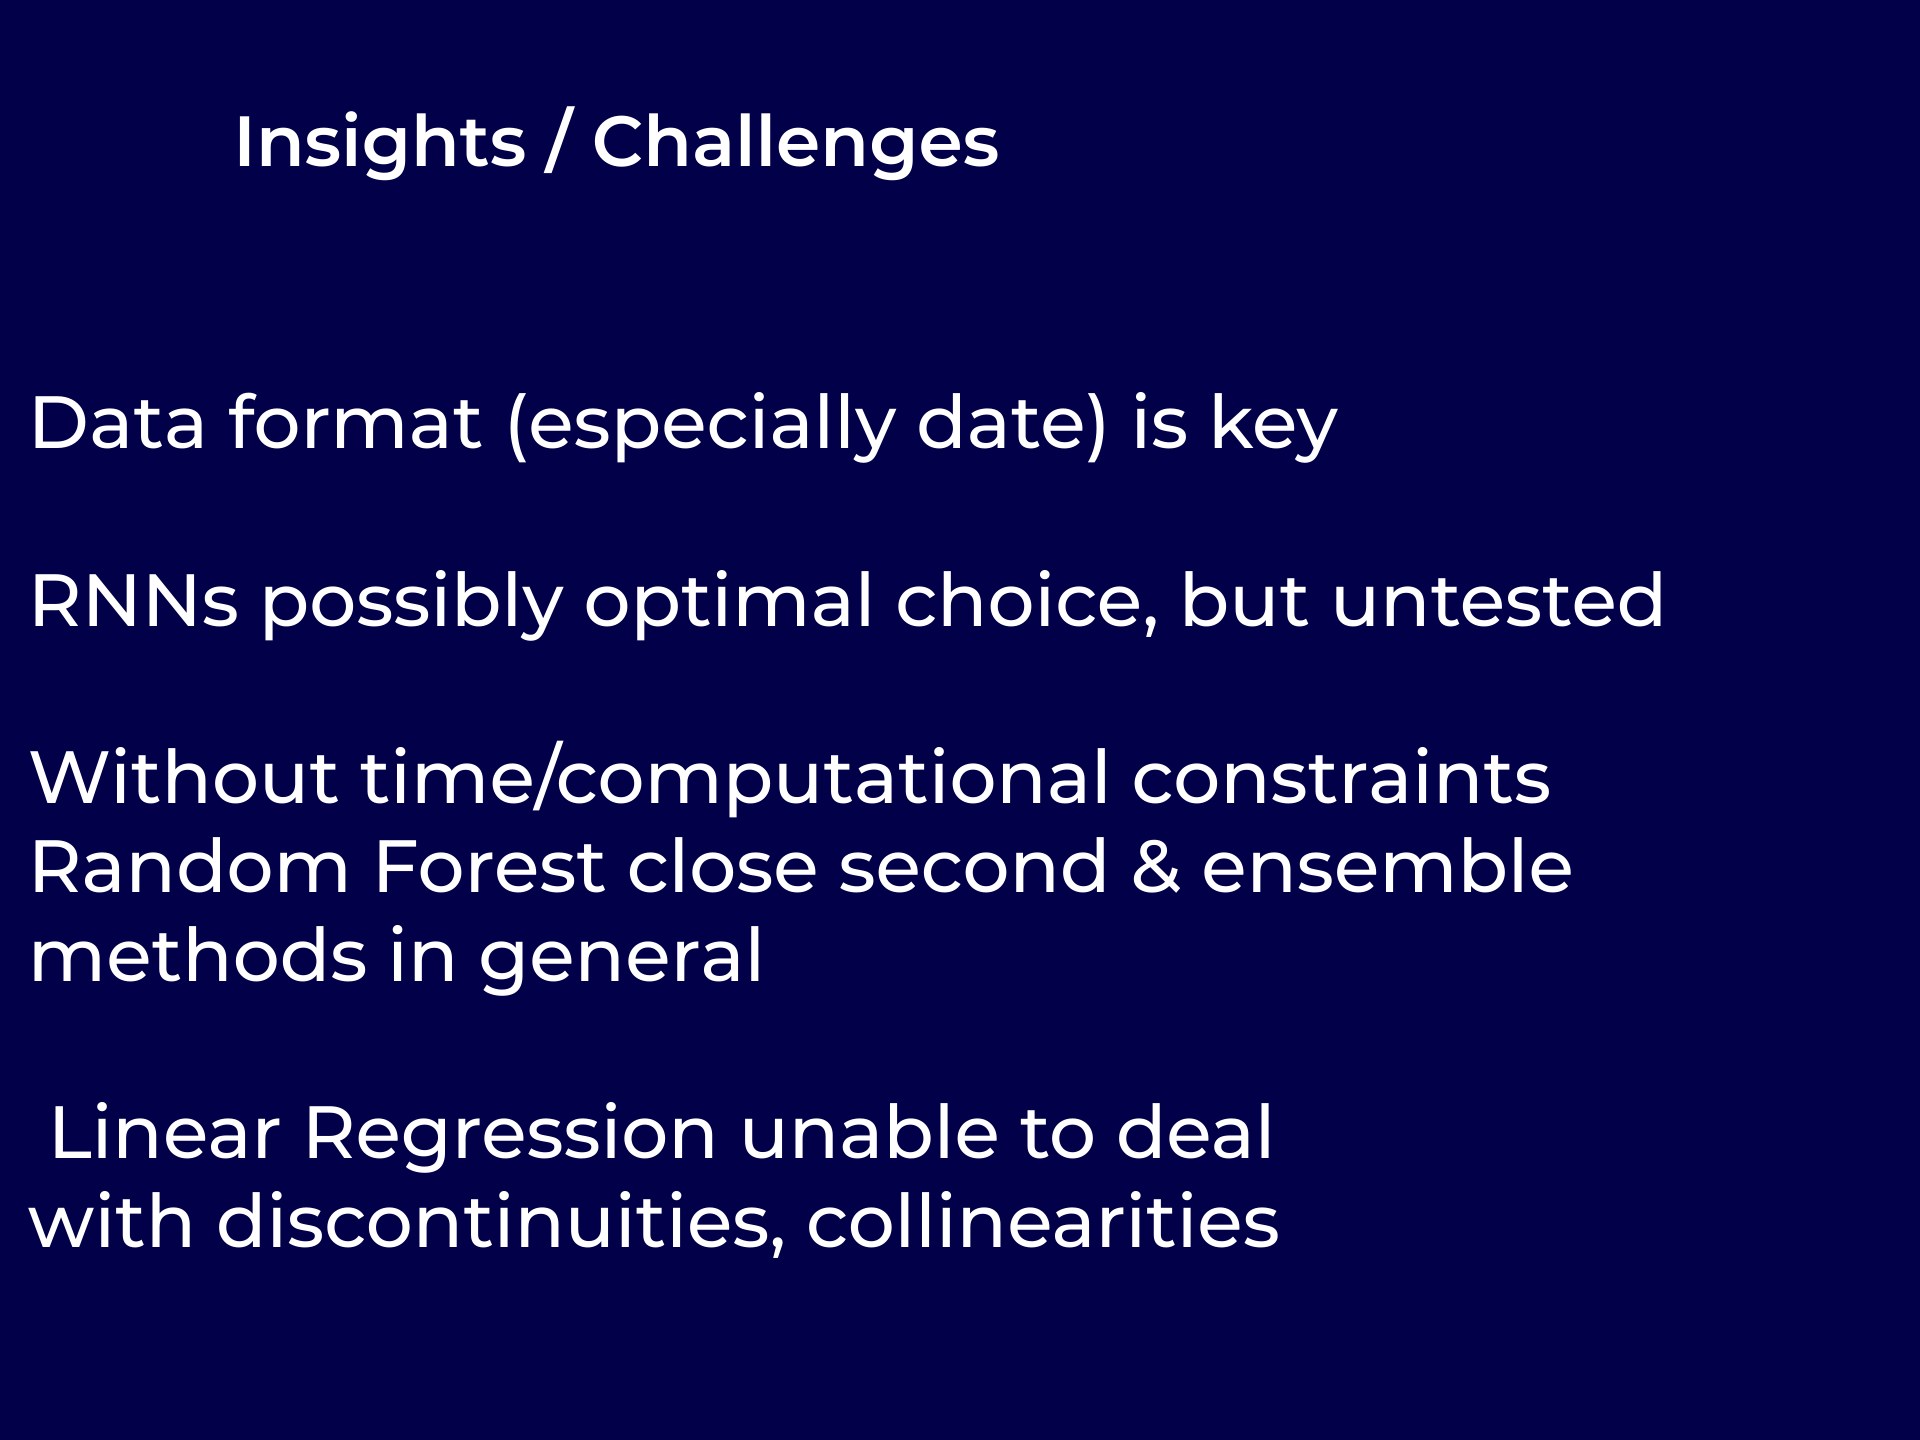 Insights / Challenges
Data format (especially date) is key
RNNs possibly optimal choice, but untested
Without time/computational constraints
Random Forest close second & ensemble
methods in general
Linear Regression unable to deal
with discontinuities, collinearities